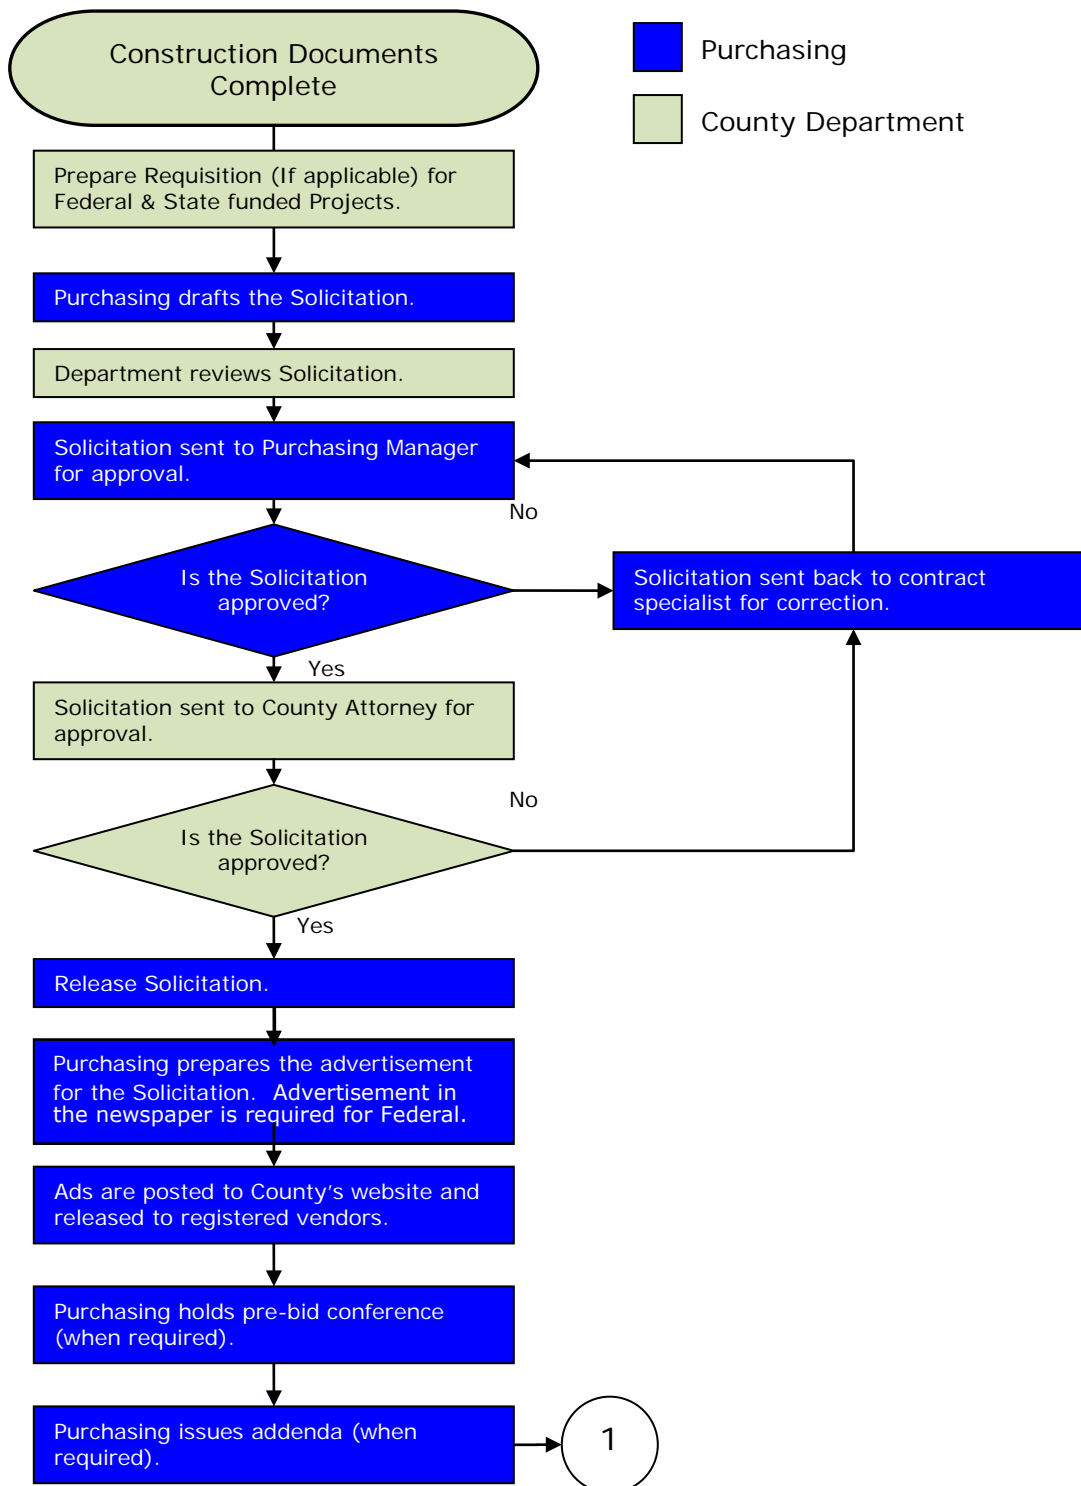 Construction Documents
Complete
Purchasing
County Department
Prepare Requisition (If applicable) for
Federal & State funded Projects.
Purchasing drafts the Solicitation.
Department reviews Solicitation.
Solicitation sent to Purchasing Manager
for approval.
No
Is the Solicitation
approved?
Solicitation sent back to contract
specialist for correction.
Yes
Solicitation sent to County Attorney for
approval.
No
Is the Solicitation
approved?
Yes
Release Solicitation.
Purchasing prepares the advertisement
for the Solicitation.  Advertisement in
the newspaper is required for Federal.
Ads are posted to County’s website and
released to registered vendors.
Purchasing holds pre-bid conference
(when required).
Purchasing issues addenda (when
required).
1